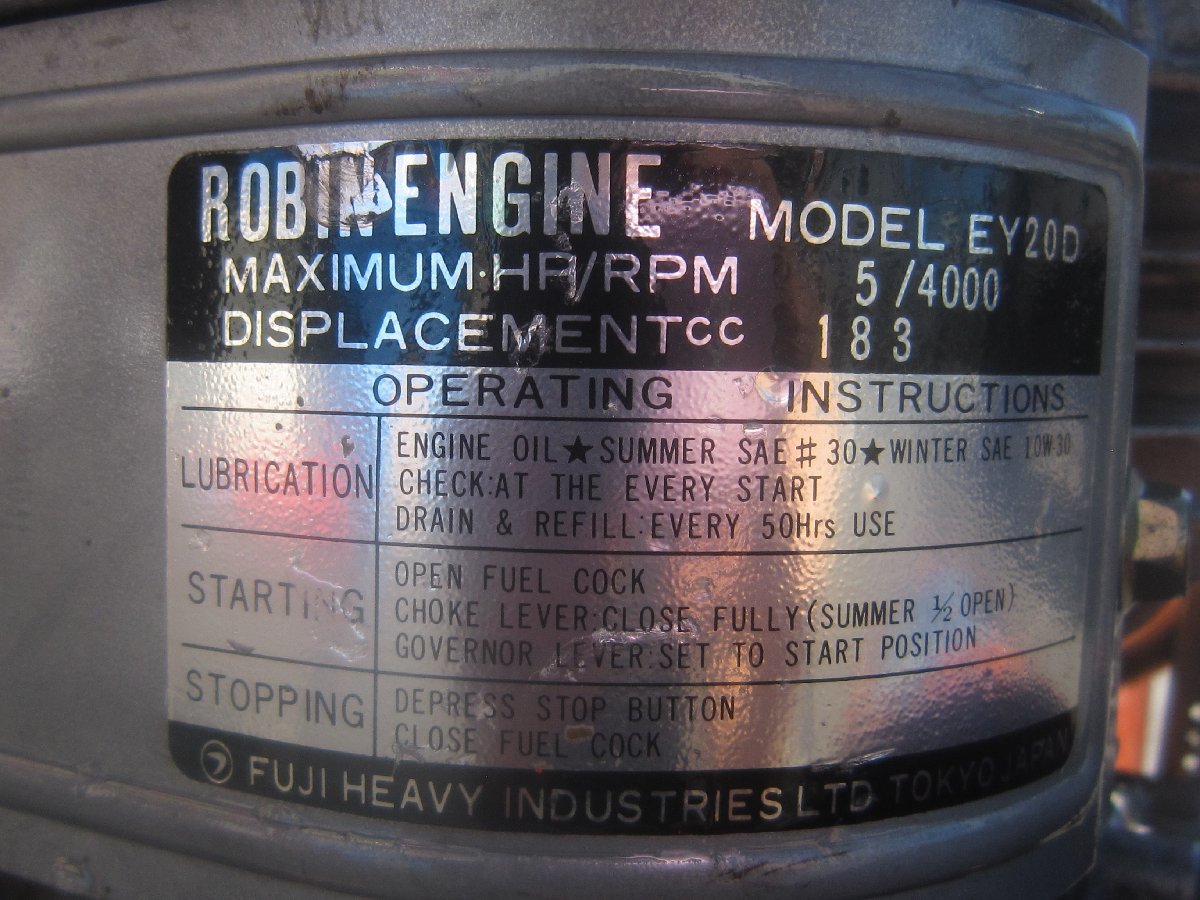 ROBIN ENGINE MODEL EY20D
MAXIMUM·HP/RPM 5/4000
DISPLACEMENT CC 183
OPERATING INSTRUCTIONS
LUBRICATION
ENGINE OIL★SUMMER SAE # 30★WINTER SAE 10W-30
CHECK:AT THE EVERY START
DRAIN & REFILL:EVERY 50Hrs USE
STARTING
OPEN FUEL COCK
CHOKE LEVER:CLOSE FULLY(SUMMER ½ OPEN)
GOVERNOR LEVER:SET TO START POSITION
STOPPING
DEPRESS STOP BUTTON
CLOSE FUEL COCK
FUJI HEAVY INDUSTRIES LTD TOKYO JAPAN